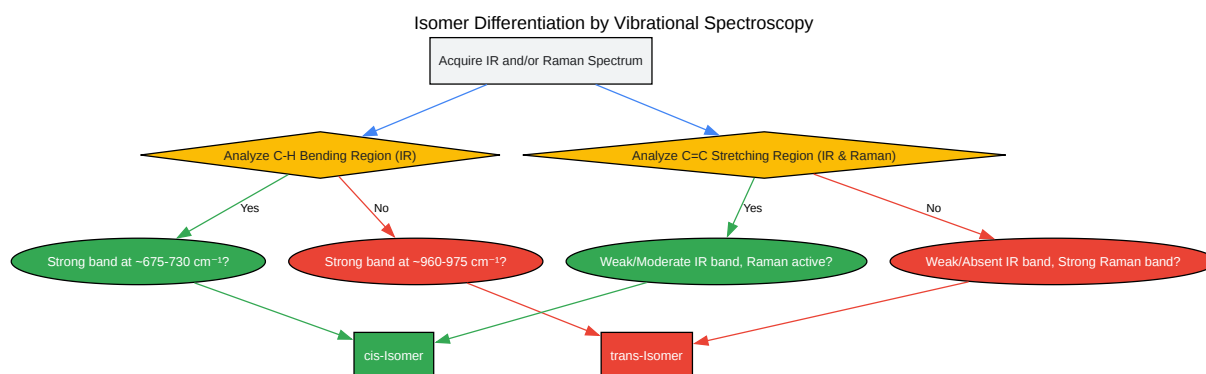 Isomer Differentiation by Vibrational Spectroscopy
Acquire IR and/or Raman Spectrum
Analyze C-H Bending Region (IR)
Analyze C=C Stretching Region (IR & Raman)
Yes
No
Yes
No
Strong band at ~675-730 cm⁻¹?
Strong band at ~960-975 cm⁻¹?
Weak/Moderate IR band, Raman active?
Weak/Absent IR band, Strong Raman band?
cis-Isomer
trans-Isomer